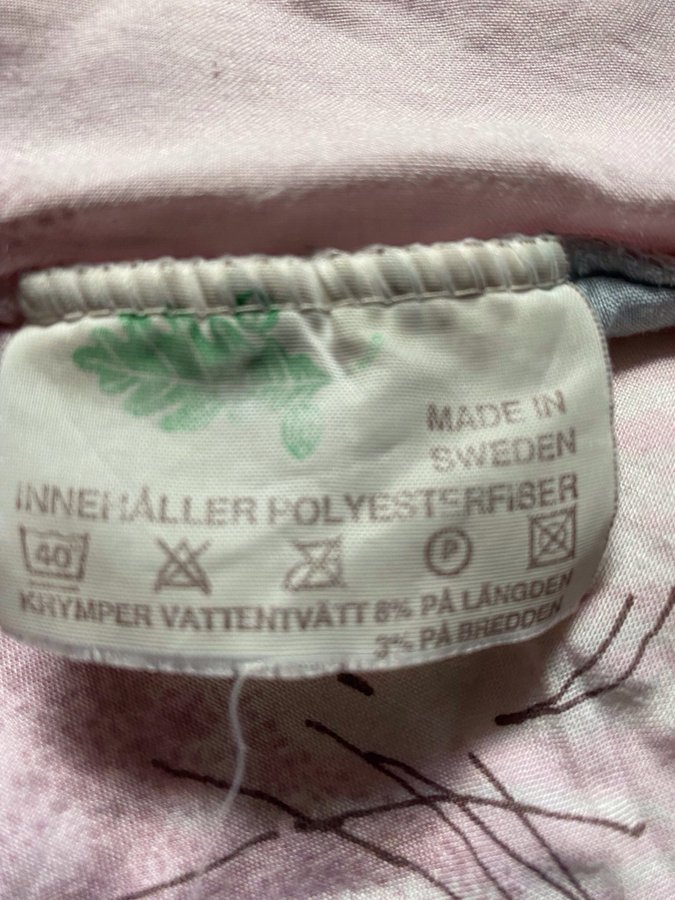 MADE IN
SWEDEN
INNEHÅLLER POLYESTERFIBER
40° P
KRYMPER VATTENTVÄTT 6% PÅ LÄNGDEN
3% PÅ BREDDEN